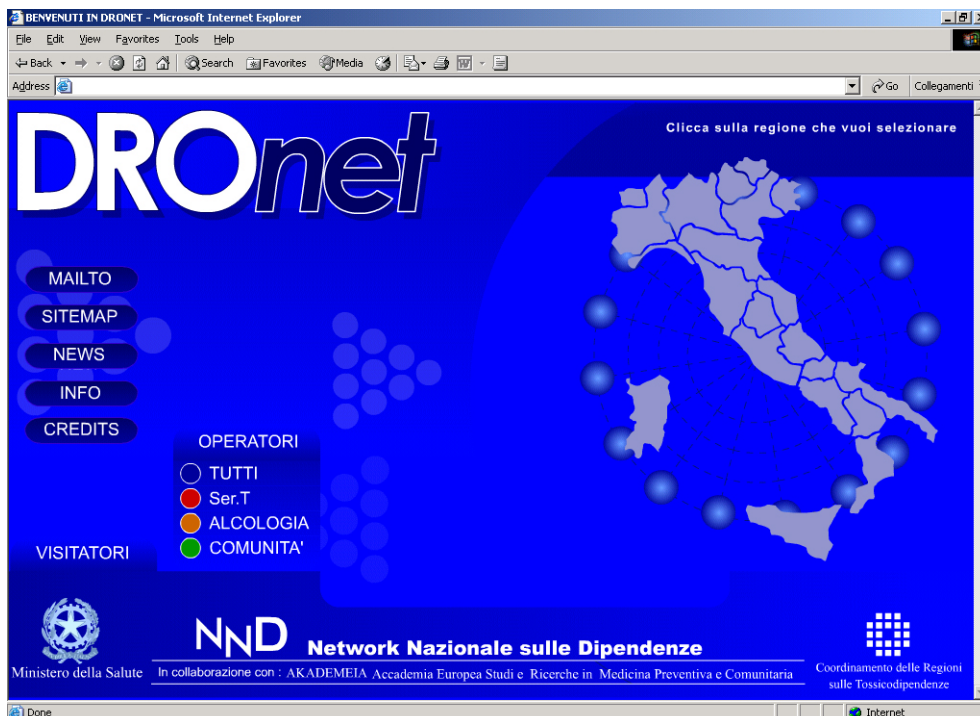 BENVENUTI IN DRONET - Microsoft Internet Explorer
File Edit View Favorites Tools Help
Back Search Favorites Media
Address Go Collegamenti
DROnet
Clicca sulla regione che vuoi selezionare
MAILTO
SITEMAP
NEWS
INFO
CREDITS
OPERATORI
TUTTI
Ser.T
ALCOLOGIA
COMUNITA'
VISITATORI
Ministero della Salute
NND Network Nazionale sulle Dipendenze
In collaborazione con : AKADEMEIA Accademia Europea Studi e Ricerche in Medicina Preventiva e Comunitaria
Coordinamento delle Regioni
sulle Tossicodipendenze
Done Internet